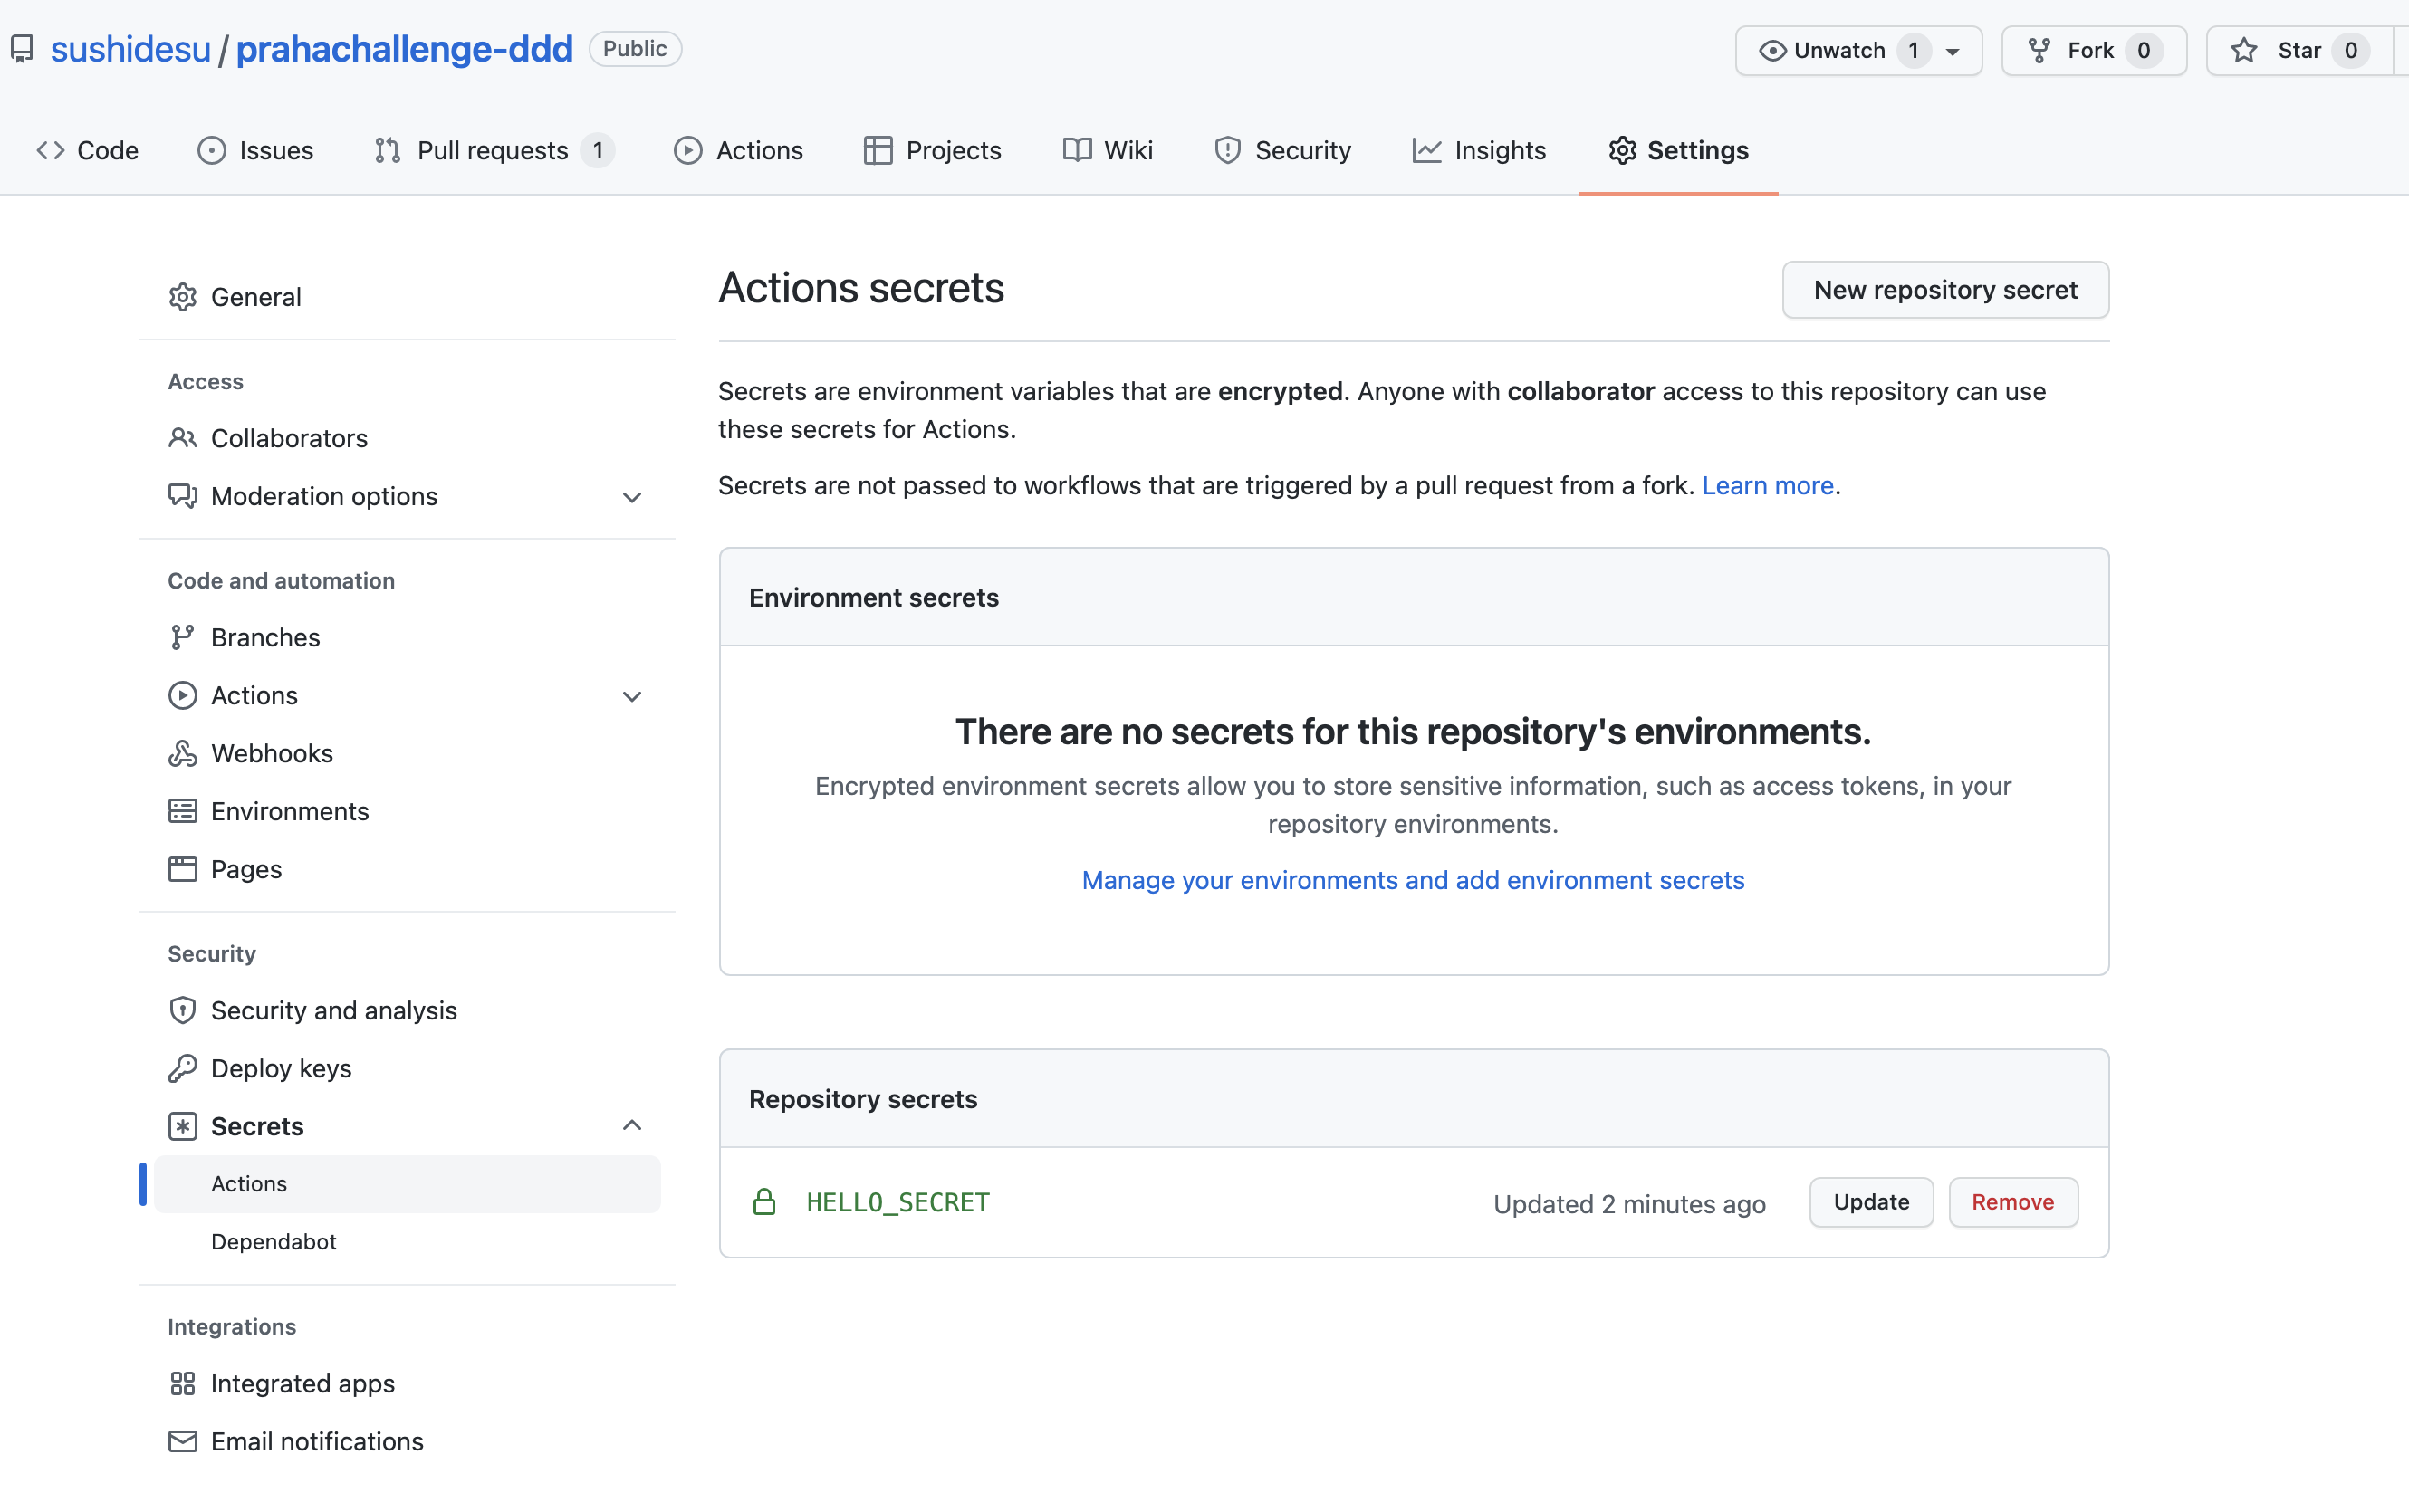 sushidesu / prahachallenge-ddd Public
Unwatch 1 Fork 0 Star 0
Code Issues Pull requests 1 Actions Projects Wiki Security Insights Settings
General
Access
Collaborators
Moderation options
Code and automation
Branches
Actions
Webhooks
Environments
Pages
Security
Security and analysis
Deploy keys
Secrets
Actions
Dependabot
Integrations
Integrated apps
Email notifications
Actions secrets
New repository secret
Secrets are environment variables that are encrypted. Anyone with collaborator access to this repository can use
these secrets for Actions.
Secrets are not passed to workflows that are triggered by a pull request from a fork. Learn more.
Environment secrets
There are no secrets for this repository's environments.
Encrypted environment secrets allow you to store sensitive information, such as access tokens, in your
repository environments.
Manage your environments and add environment secrets
Repository secrets
HELLO_SECRET Updated 2 minutes ago Update Remove